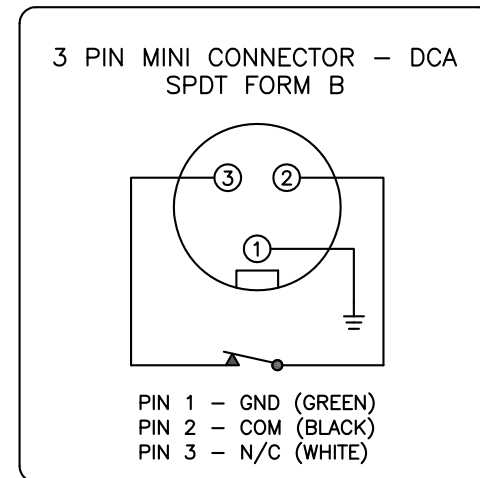 3 PIN MINI CONNECTOR – DCA
SPDT FORM B
3 2
1
PIN 1 – GND (GREEN)
PIN 2 – COM (BLACK)
PIN 3 – N/C (WHITE)